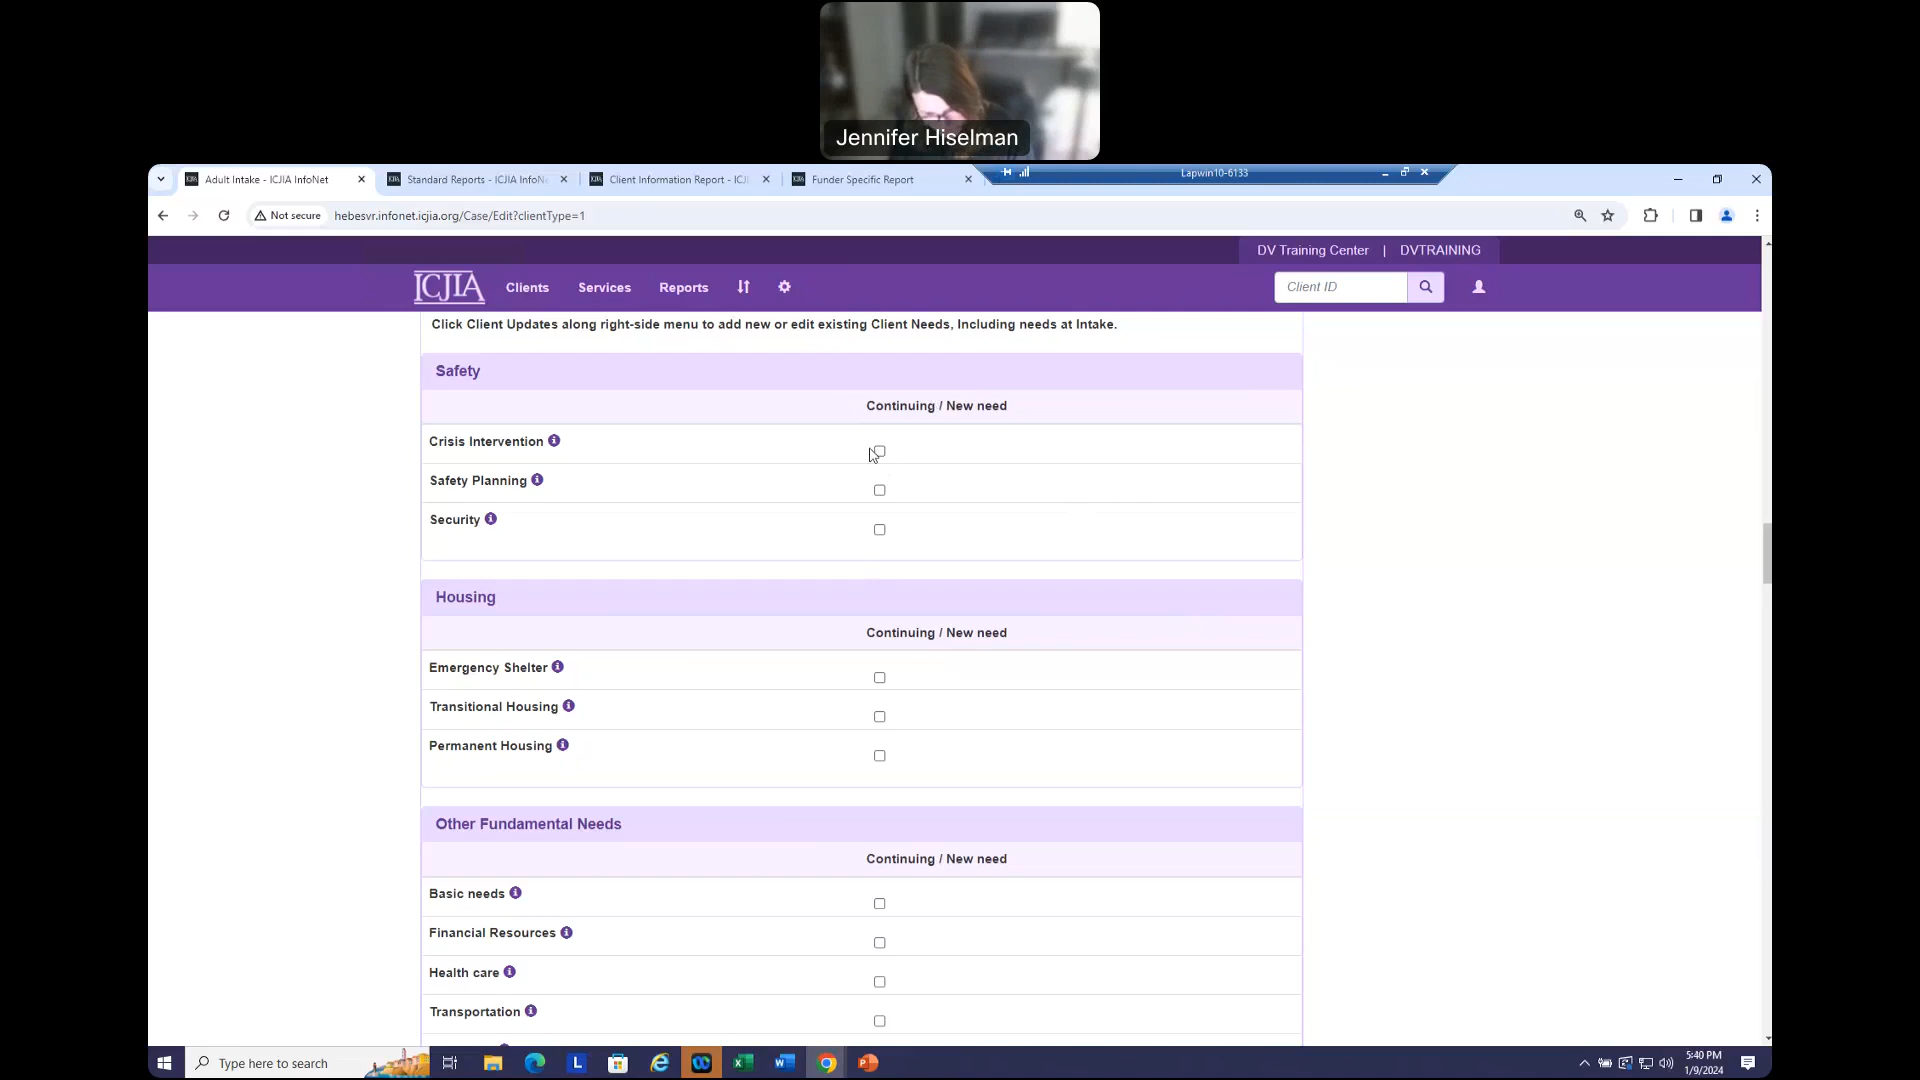 Jennifer Hiselman
Adult Intake - ICJIA InfoNet
Standard Reports - ICJIA InfoN
Client Information Report - ICJI
Funder Specific Report
Lapwin10-6133
Not secure
hebesvr.infonet.icjia.org/Case/Edit?clientType=1
DV Training Center | DVTRAINING
ICJIA
Clients
Services
Reports
Client ID
Click Client Updates along right-side menu to add new or edit existing Client Needs, Including needs at Intake.
Safety
Continuing / New need
Crisis Intervention
Safety Planning
Security
Housing
Continuing / New need
Emergency Shelter
Transitional Housing
Permanent Housing
Other Fundamental Needs
Continuing / New need
Basic needs
Financial Resources
Health care
Transportation
Type here to search
5:40 PM
1/9/2024